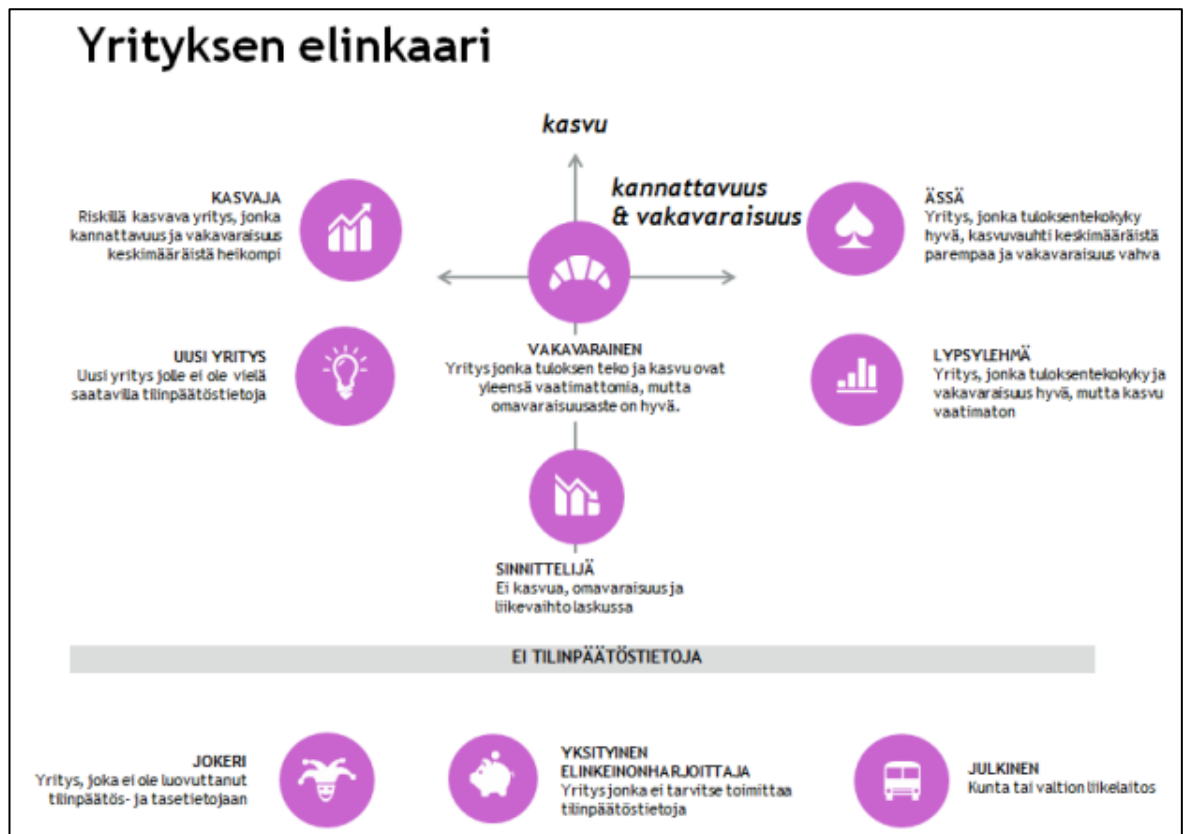 Yrityksen elinkaari
kasvu
kannattavuus
& vakavaraisuus
KASVAJA
Riskillä kasvava yritys, jonka
kannattavuus ja vakavaraisuus
keskimääräistä heikompi
ÄSSÄ
Yritys, jonka tuloksentekokyky
hyvä, kasvuvauhti keskimääräistä
parempaa ja vakavaraisuus vahva
UUSI YRITYS
Uusi yritys jolle ei ole vielä
saatavilla tilinpäätöstietoja
VAKAVARAINEN
Yritys jonka tuloksen teko ja kasvu ovat
yleensä vaatimattomia, mutta
omavaraisuusaste on hyvä.
LYPSYLEHMÄ
Yritys, jonka tuloksentekokyky ja
vakavaraisuus hyvä, mutta kasvu
vaatimaton
SINNITTELIJÄ
Ei kasvua, omavaraisuus ja
liikevaihto laskussa
EI TILINPÄÄTÖSTIETOJA
JOKERI
Yritys, joka ei ole luovuttanut
tilinpäätös- ja tasetietojaan
YKSITYINEN
ELINKEINONHARJOITTAJA
Yritys jonka ei tarvitse toimittaa
tilinpäätöstietoja
JULKINEN
Kunta tai valtion liikelaitos